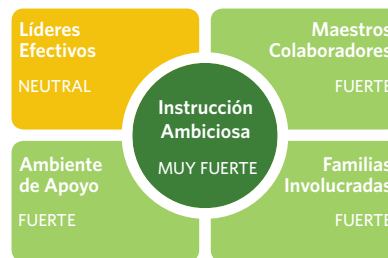 Líderes
Efectivos
NEUTRAL
Maestros
Colaboradores
FUERTE
Instrucción
Ambiciosa
MUY FUERTE
Ambiente
de Apoyo
FUERTE
Familias
Involucradas
FUERTE